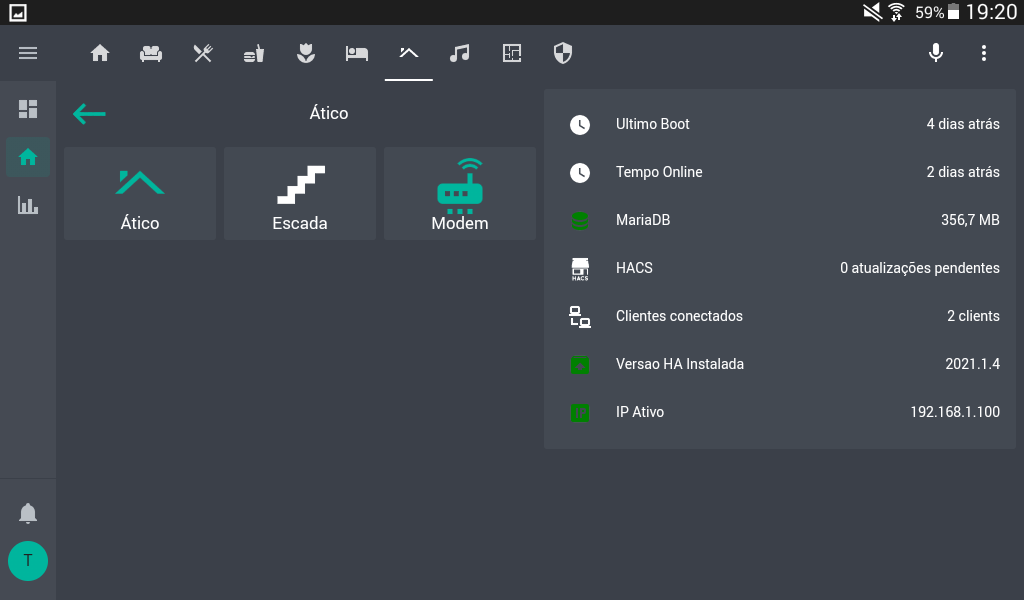 59% 19:20
Ático
Ático
Escada
Modem
Ultimo Boot 4 dias atrás
Tempo Online 2 dias atrás
MariaDB 356,7 MB
HACS
HACS 0 atualizações pendentes
Clientes conectados 2 clients
Versao HA Instalada 2021.1.4
IP IP Ativo 192.168.1.100
T